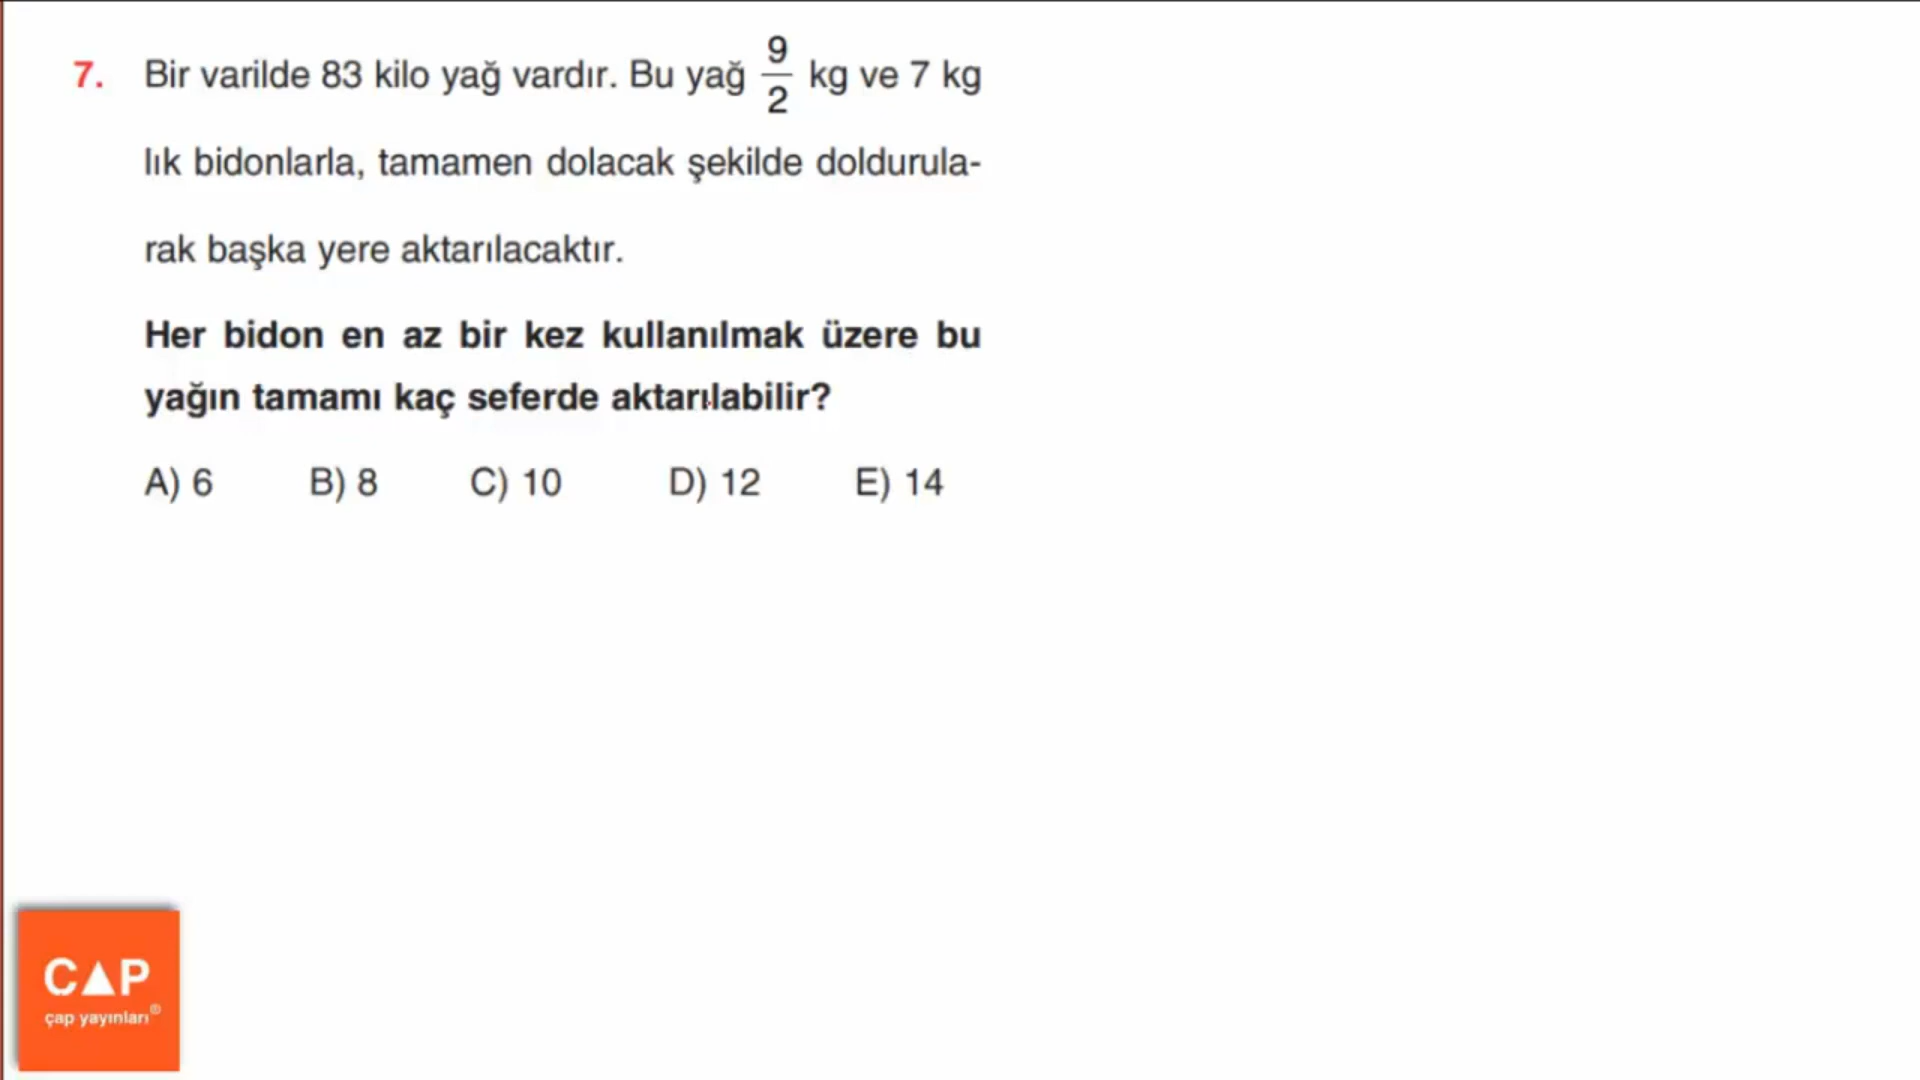 7. Bir varilde 83 kilo yağ vardır. Bu yağ 9/2 kg ve 7 kg
lık bidonlarla, tamamen dolacak şekilde doldurula-
rak başka yere aktarılacaktır.
Her bidon en az bir kez kullanılmak üzere bu
yağın tamamı kaç seferde aktarılabilir?
A) 6 B) 8 C) 10 D) 12 E) 14
CAP
çap yayınları®